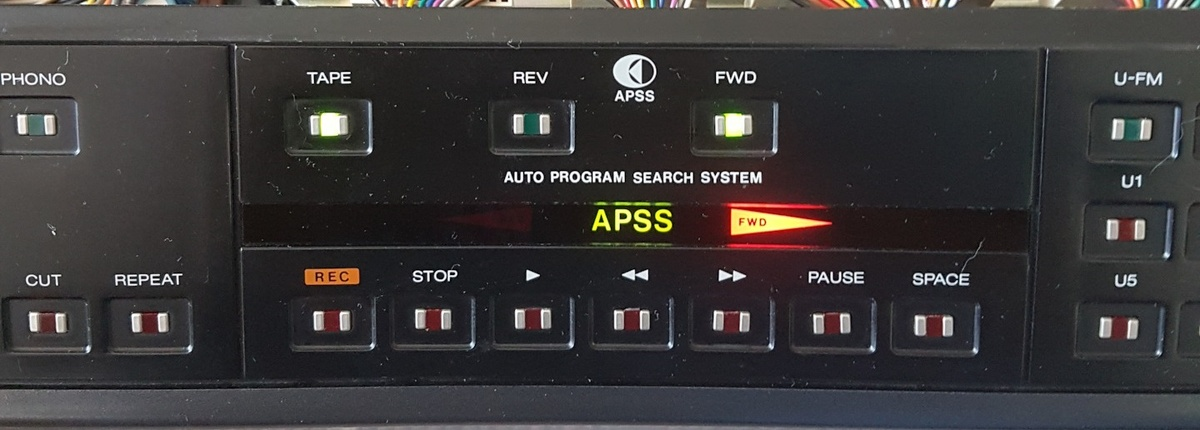 PHONO
TAPE
REV
APSS
FWD
U-FM
AUTO PROGRAM SEARCH SYSTEM
U1
APSS
FWD
CUT
REPEAT
REC
STOP
PAUSE
SPACE
U5